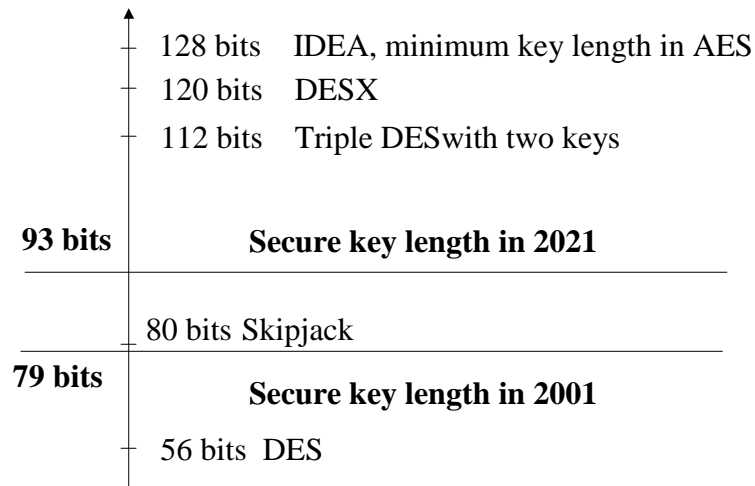 128 bits IDEA, minimum key length in AES
120 bits DESX
112 bits Triple DESwith two keys
93 bits Secure key length in 2021
80 bits Skipjack
79 bits
Secure key length in 2001
56 bits DES